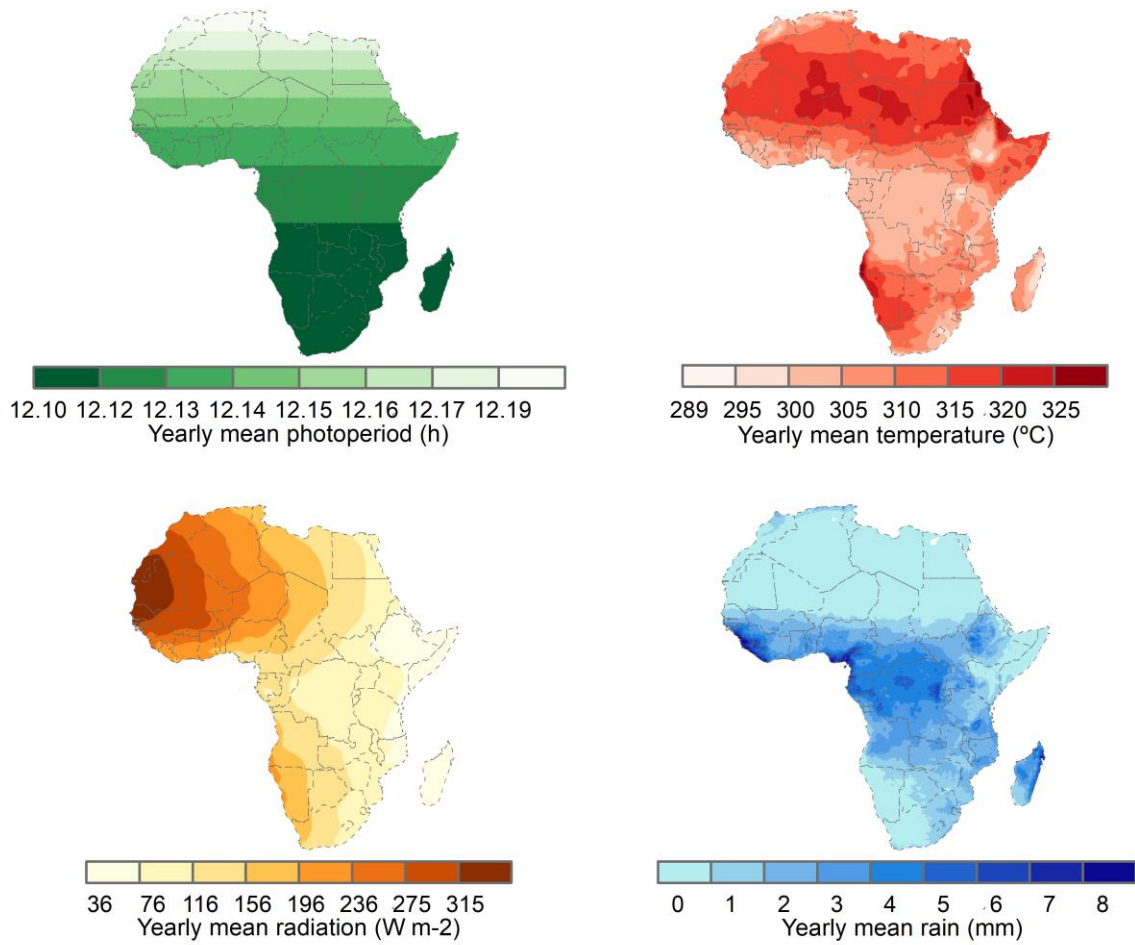 12.10 12.12 12.13 12.14 12.15 12.16 12.17 12.19
Yearly mean photoperiod (h)
289 295 300 305 310 315 320 325
Yearly mean temperature (ºC)
36 76 116 156 196 236 275 315
Yearly mean radiation (W m-2)
0 1 2 3 4 5 6 7 8
Yearly mean rain (mm)